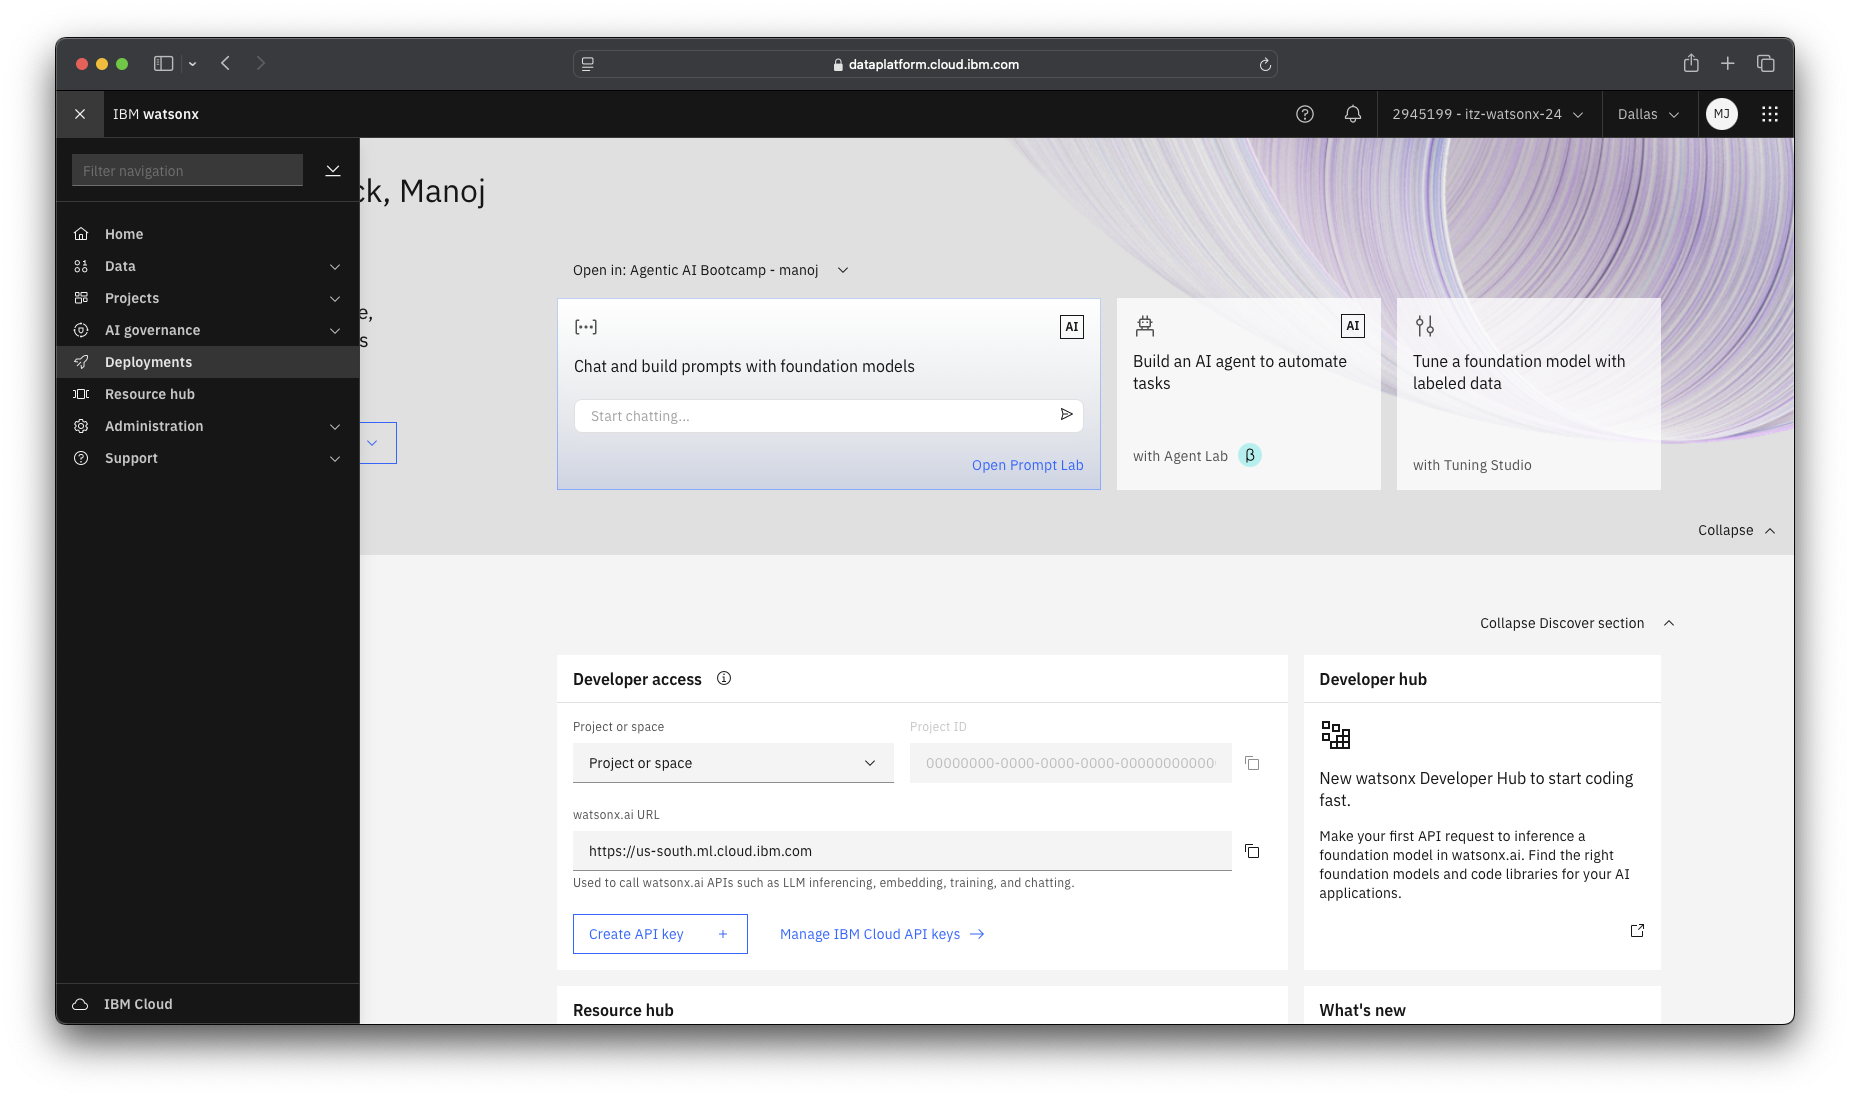 dataplatform.cloud.ibm.com
IBM watsonx
2945199 - itz-watsonx-24
Dallas
MJ
Filter navigation
Home
Data
Projects
AI governance
Deployments
Resource hub
Administration
Support
IBM Cloud
ck, Manoj
e,
s
Open in: Agentic AI Bootcamp - manoj
AI
Chat and build prompts with foundation models
Start chatting...
Open Prompt Lab
AI
Build an AI agent to automate
tasks
with Agent Lab β
Tune a foundation model with
labeled data
with Tuning Studio
Collapse
Collapse Discover section
Developer access
Project or space
Project or space
Project ID
00000000-0000-0000-0000-00000000000
watsonx.ai URL
https://us-south.ml.cloud.ibm.com
Used to call watsonx.ai APIs such as LLM inferencing, embedding, training, and chatting.
Create API key +
Manage IBM Cloud API keys
Developer hub
New watsonx Developer Hub to start coding
fast.
Make your first API request to inference a
foundation model in watsonx.ai. Find the right
foundation models and code libraries for your AI
applications.
Resource hub
What's new